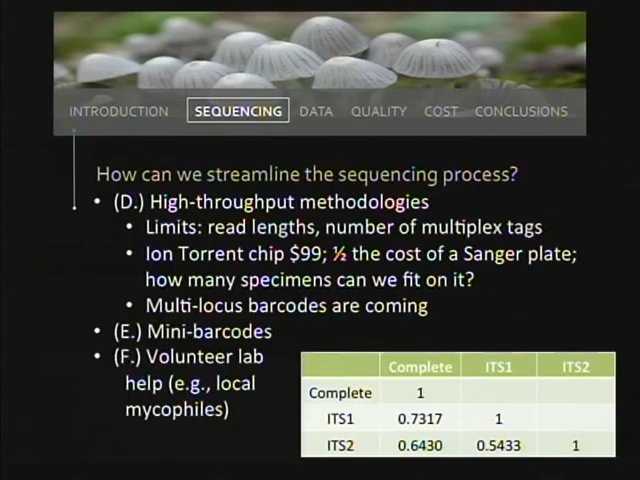 INTRODUCTION SEQUENCING DATA QUALITY COST CONCLUSIONS
How can we streamline the sequencing process?
• (D.) High-throughput methodologies
• Limits: read lengths, number of multiplex tags
• Ion Torrent chip $99; ½ the cost of a Sanger plate;
how many specimens can we fit on it?
• Multi-locus barcodes are coming
• (E.) Mini-barcodes
• (F.) Volunteer lab
help (e.g., local
mycophiles)
Complete ITS1 ITS2
Complete 1
ITS1 0.7317 1
ITS2 0.6430 0.5433 1